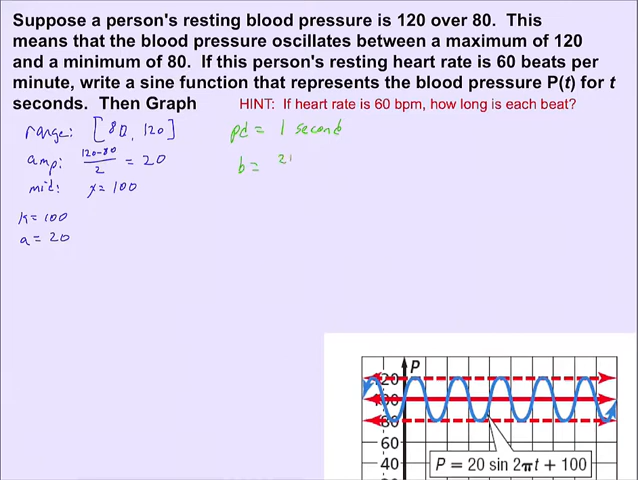 Suppose a person's resting blood pressure is 120 over 80. This
means that the blood pressure oscillates between a maximum of 120
and a minimum of 80. If this person's resting heart rate is 60 beats per
minute, write a sine function that represents the blood pressure P(t) for t
seconds. Then Graph HINT: If heart rate is 60 bpm, how long is each beat?
range: [80, 120] pd = 1 second
amp: 120-80/2 = 20 b = 2
mid: y = 100
k = 100
a = 20
P
120
100
80
60
40
P = 20 sin 2πt + 100